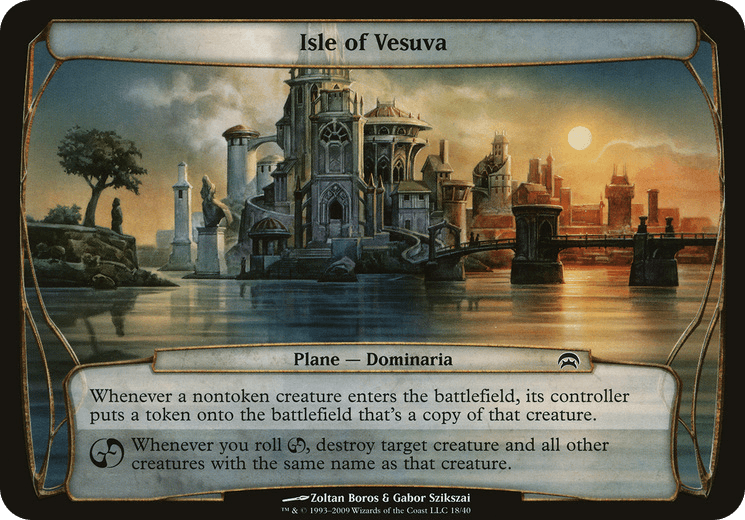 Isle of Vesuva
Plane — Dominaria
Whenever a nontoken creature enters the battlefield, its controller
puts a token onto the battlefield that's a copy of that creature.
Whenever you roll , destroy target creature and all other
creatures with the same name as that creature.
Zoltan Boros & Gabor Szikszai
™ & © 1993–2009 Wizards of the Coast LLC 18/40